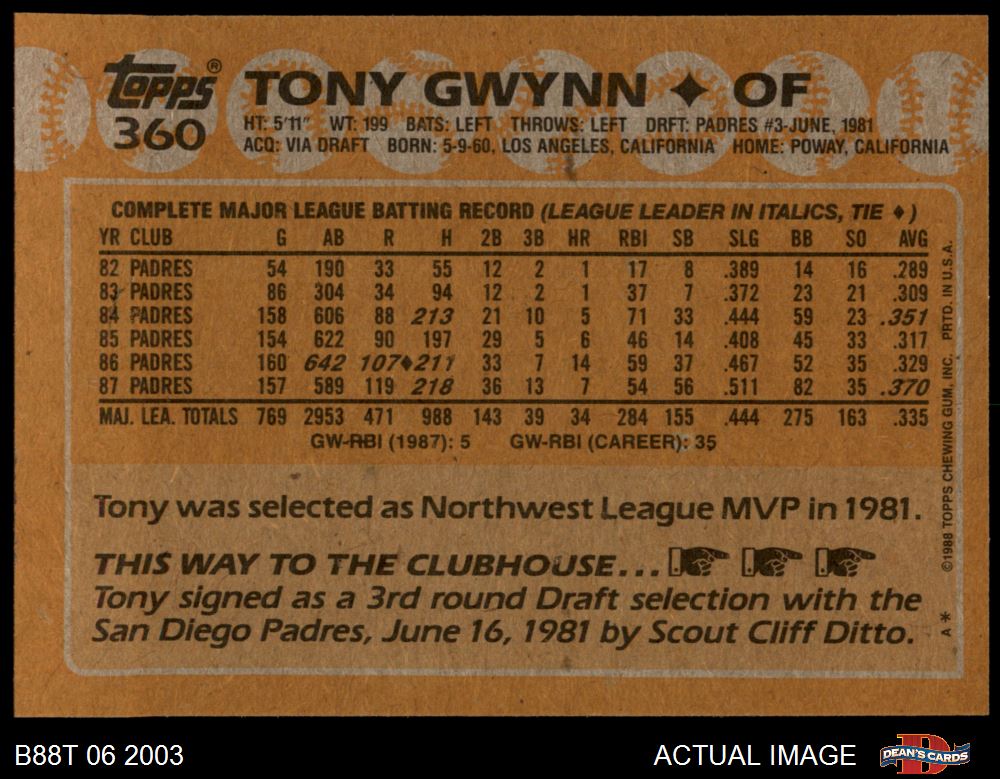 Topps®
360
TONY GWYNN ✦ OF
HT: 5'11" WT: 199 BATS: LEFT THROWS: LEFT DRFT: PADRES #3-JUNE, 1981
ACQ: VIA DRAFT BORN: 5-9-60, LOS ANGELES, CALIFORNIA HOME: POWAY, CALIFORNIA
COMPLETE MAJOR LEAGUE BATTING RECORD (LEAGUE LEADER IN ITALICS, TIE ♦)
YR CLUB G AB R H 2B 3B HR RBI SB SLG BB SO AVG
82 PADRES 54 190 33 55 12 2 1 17 8 .389 14 16 .289
83 PADRES 86 304 34 94 12 2 1 37 7 .372 23 21 .309
84 PADRES 158 606 88 213 21 10 5 71 33 .444 59 23 .351
85 PADRES 154 622 90 197 29 5 6 46 14 .408 45 33 .317
86 PADRES 160 642 107♦211 33 7 14 59 37 .467 52 35 .329
87 PADRES 157 589 119 218 36 13 7 54 56 .511 82 35 .370
MAJ. LEA. TOTALS 769 2953 471 988 143 39 34 284 155 .444 275 163 .335
GW-RBI (1987): 5 GW-RBI (CAREER): 35
Tony was selected as Northwest League MVP in 1981.
THIS WAY TO THE CLUBHOUSE...
Tony signed as a 3rd round Draft selection with the
San Diego Padres, June 16, 1981 by Scout Cliff Ditto.
©1988 TOPPS CHEWING GUM, INC. PRTD. IN U.S.A.
A*
B88T 06 2003
ACTUAL IMAGE
D
DEAN'S CARDS